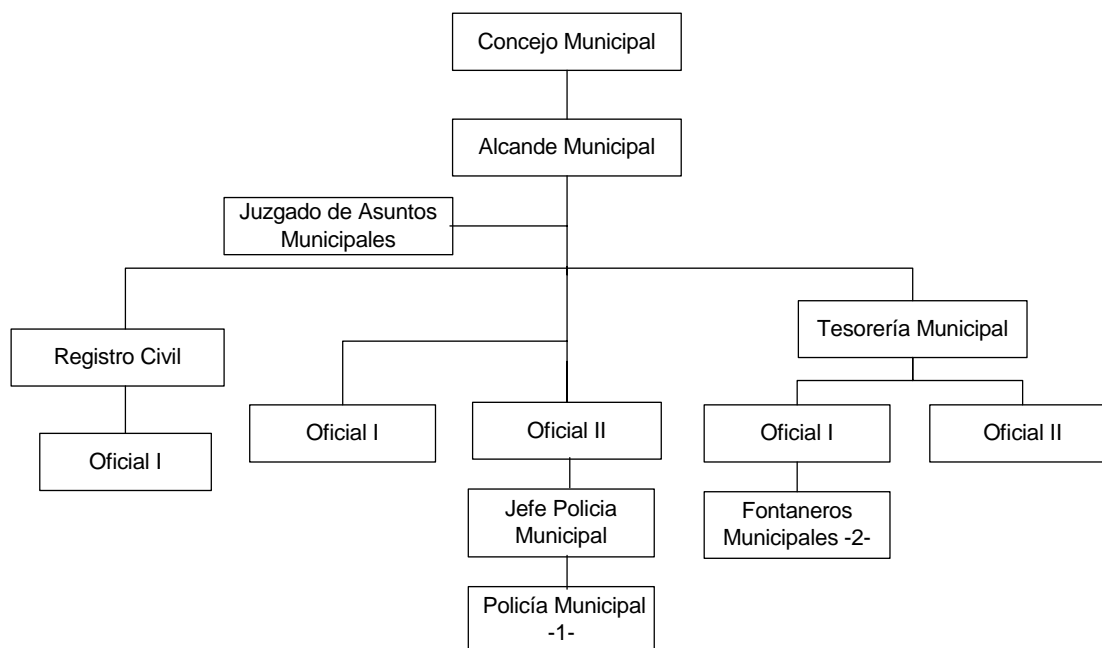 Concejo Municipal
Alcande Municipal
Juzgado de Asuntos
Municipales
Registro Civil
Tesorería Municipal
Oficial I
Oficial I
Oficial II
Oficial I
Oficial II
Jefe Policia
Municipal
Fontaneros
Municipales -2-
Policía Municipal
-1-